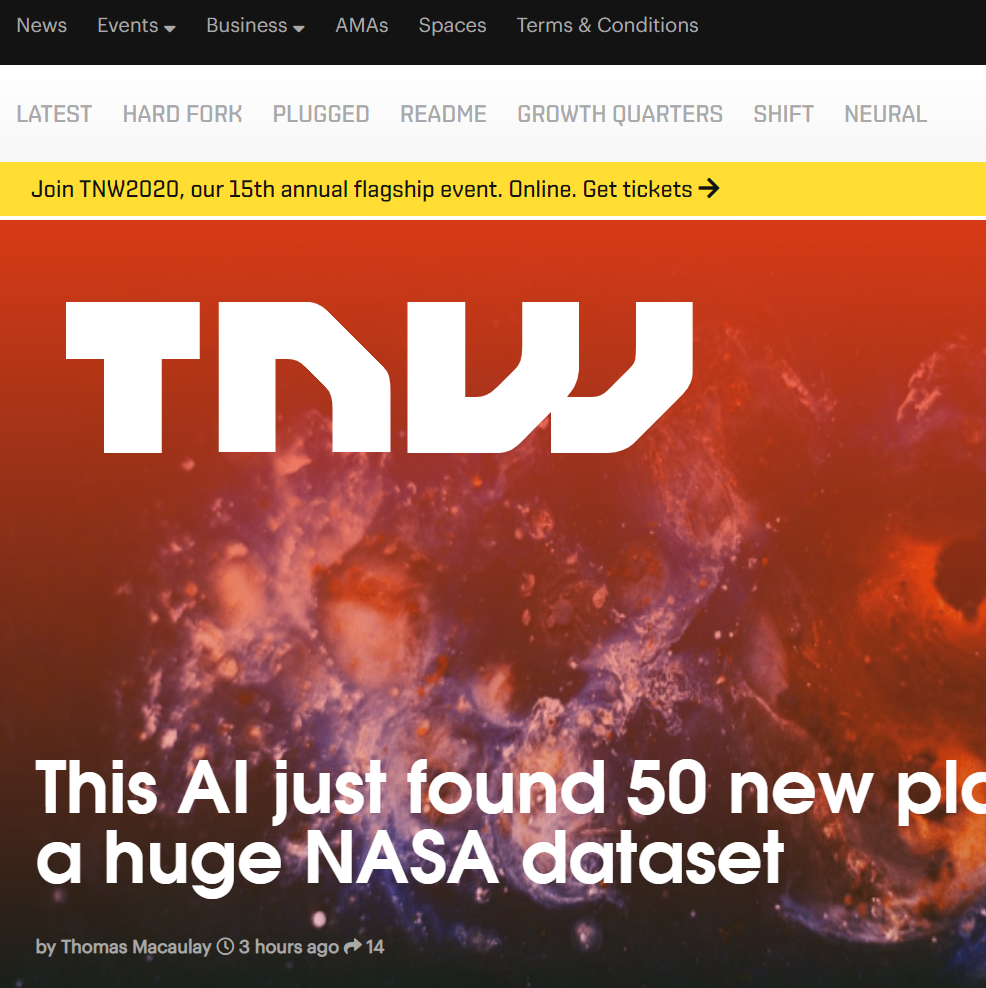 News Events Business AMAs Spaces Terms & Conditions
LATEST HARD FORK PLUGGED README GROWTH QUARTERS SHIFT NEURAL
Join TNW2020, our 15th annual flagship event. Online. Get tickets →
TNW
This AI just found 50 new
a huge NASA dataset
by Thomas Macaulay 3 hours ago 14